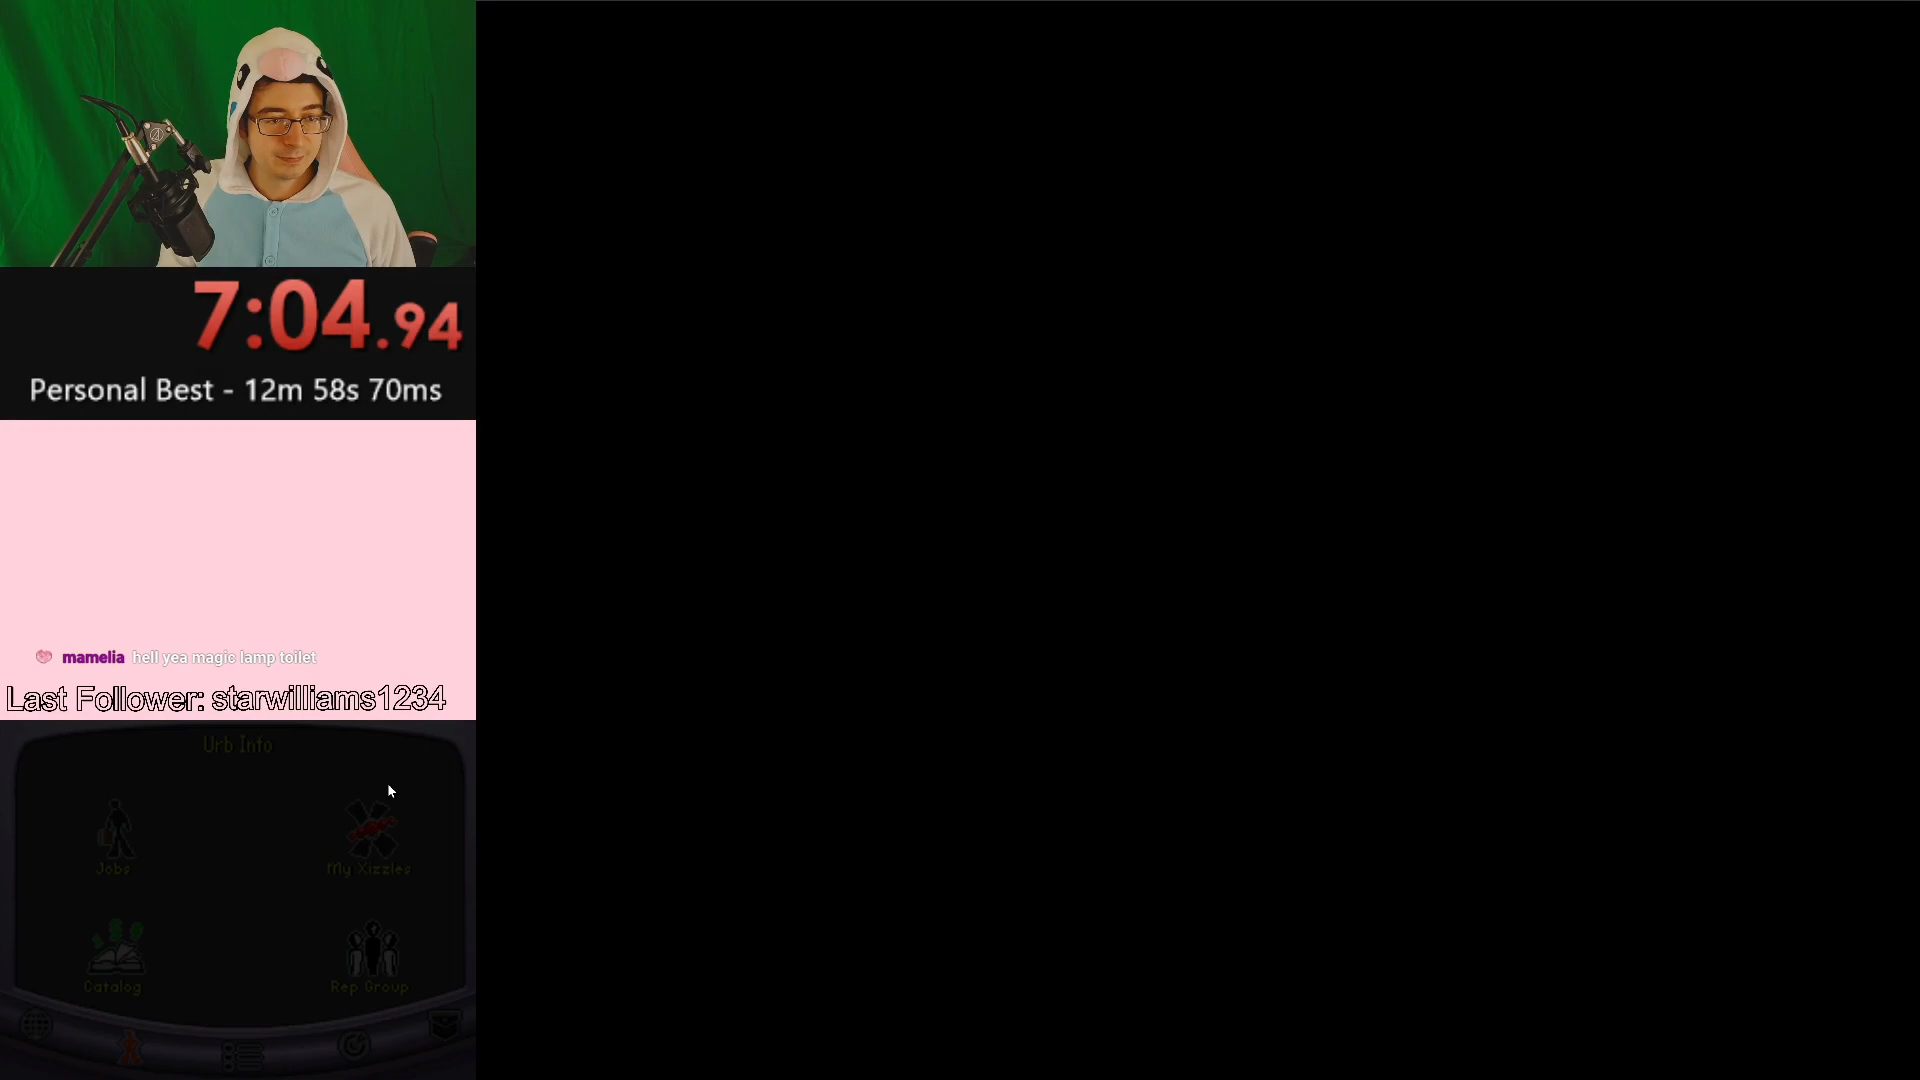 7:04.94
Personal Best - 12m 58s 70ms
mamelia hell yea magic lamp toilet
Last Follower: starwilliams1234
Urb Info
Jobs
My Xizzles
Catalog
Rep Group